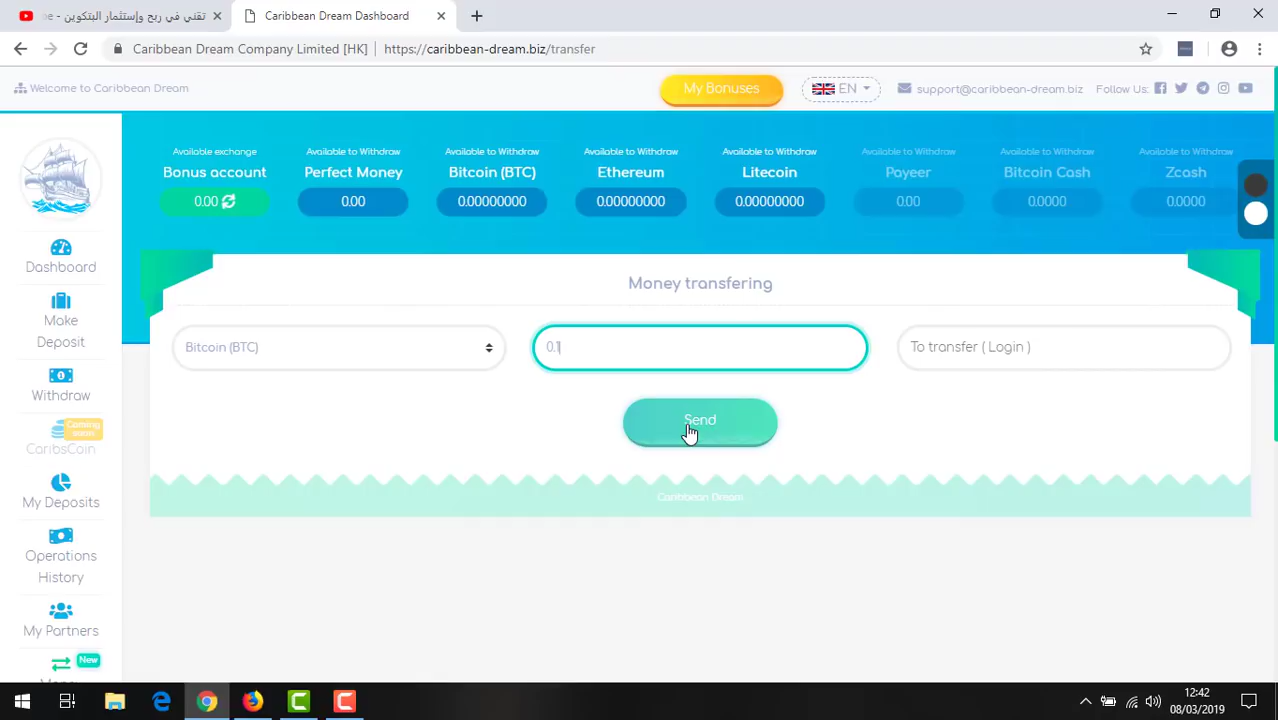 تقني في ربح وإستثمار البتكوين - be
Caribbean Dream Dashboard
Caribbean Dream Company Limited [HK] | https://caribbean-dream.biz/transfer
Welcome to Caribbean Dream
My Bonuses
EN
support@caribbean-dream.biz
Follow Us:
Available exchange
Bonus account
0.00
Available to Withdraw
Perfect Money
0.00
Available to Withdraw
Bitcoin (BTC)
0.00000000
Available to Withdraw
Ethereum
0.00000000
Available to Withdraw
Litecoin
0.00000000
Available to Withdraw
Payeer
0.00
Available to Withdraw
Bitcoin Cash
0.0000
Available to Withdraw
Zcash
0.0000
Dashboard
Make
Deposit
Withdraw
Coming
CaribsCoin
My Deposits
Operations
History
My Partners
New
Money transfering
Bitcoin (BTC)
0.1
To transfer ( Login )
Send
Caribbean Dream
12:42
08/03/2019